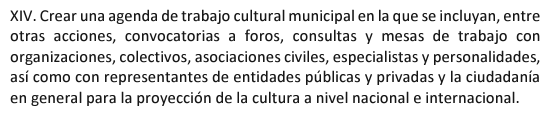 XIV. Crear una agenda de trabajo cultural municipal en la que se incluyan, entre
otras acciones, convocatorias a foros, consultas y mesas de trabajo con
organizaciones, colectivos, asociaciones civiles, especialistas y personalidades,
así como con representantes de entidades públicas y privadas y la ciudadanía
en general para la proyección de la cultura a nivel nacional e internacional.